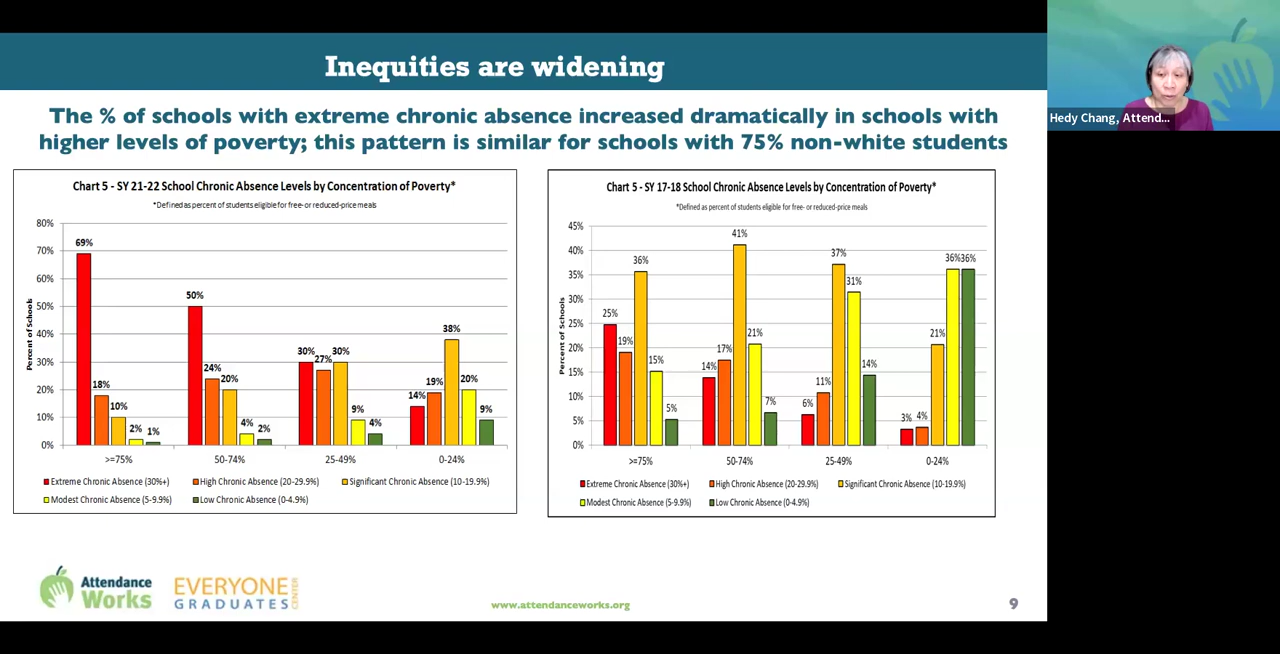 Inequities are widening
The % of schools with extreme chronic absence increased dramatically in schools with
higher levels of poverty; this pattern is similar for schools with 75% non-white students
Chart 5 - SY 21-22 School Chronic Absence Levels by Concentration of Poverty*
*Defined as percent of students eligible for free- or reduced-price meals
Percent of Schools
80%
70%
60%
50%
40%
30%
20%
10%
0%
69%
18%
10%
2%
1%
50%
24%
20%
4%
2%
30%
27%
30%
9%
4%
14%
19%
38%
20%
9%
>=75%
50-74%
25-49%
0-24%
Extreme Chronic Absence (30%+)
High Chronic Absence (20-29.9%)
Significant Chronic Absence (10-19.9%)
Modest Chronic Absence (5-9.9%)
Low Chronic Absence (0-4.9%)
Chart 5 - SY 17-18 School Chronic Absence Levels by Concentration of Poverty*
*Defined as percent of students eligible for free- or reduced-price meals
Percent of Schools
45%
40%
35%
30%
25%
20%
15%
10%
5%
0%
25%
19%
36%
15%
5%
14%
17%
41%
21%
7%
6%
11%
37%
31%
14%
3%
4%
21%
36%
36%
>=75%
50-74%
25-49%
0-24%
Extreme Chronic Absence (30%+)
High Chronic Absence (20-29.9%)
Significant Chronic Absence (10-19.9%)
Modest Chronic Absence (5-9.9%)
Low Chronic Absence (0-4.9%)
Attendance
Works
EVERYONE
GRADUATES
CENTER
www.attendanceworks.org
9
Hedy Chang, Attend...